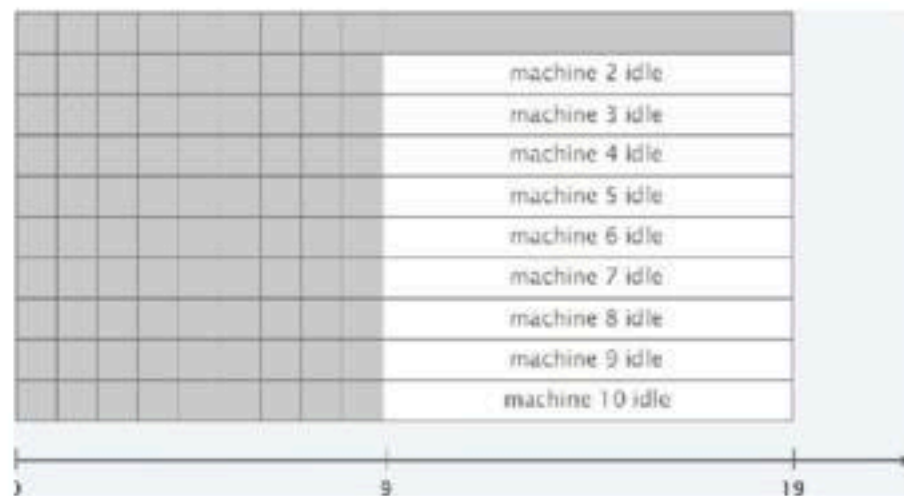 machine 2 idle
machine 3 idle
machine 4 idle
machine 5 idle
machine 6 idle
machine 7 idle
machine 8 idle
machine 9 idle
machine 10 idle
0 9 19